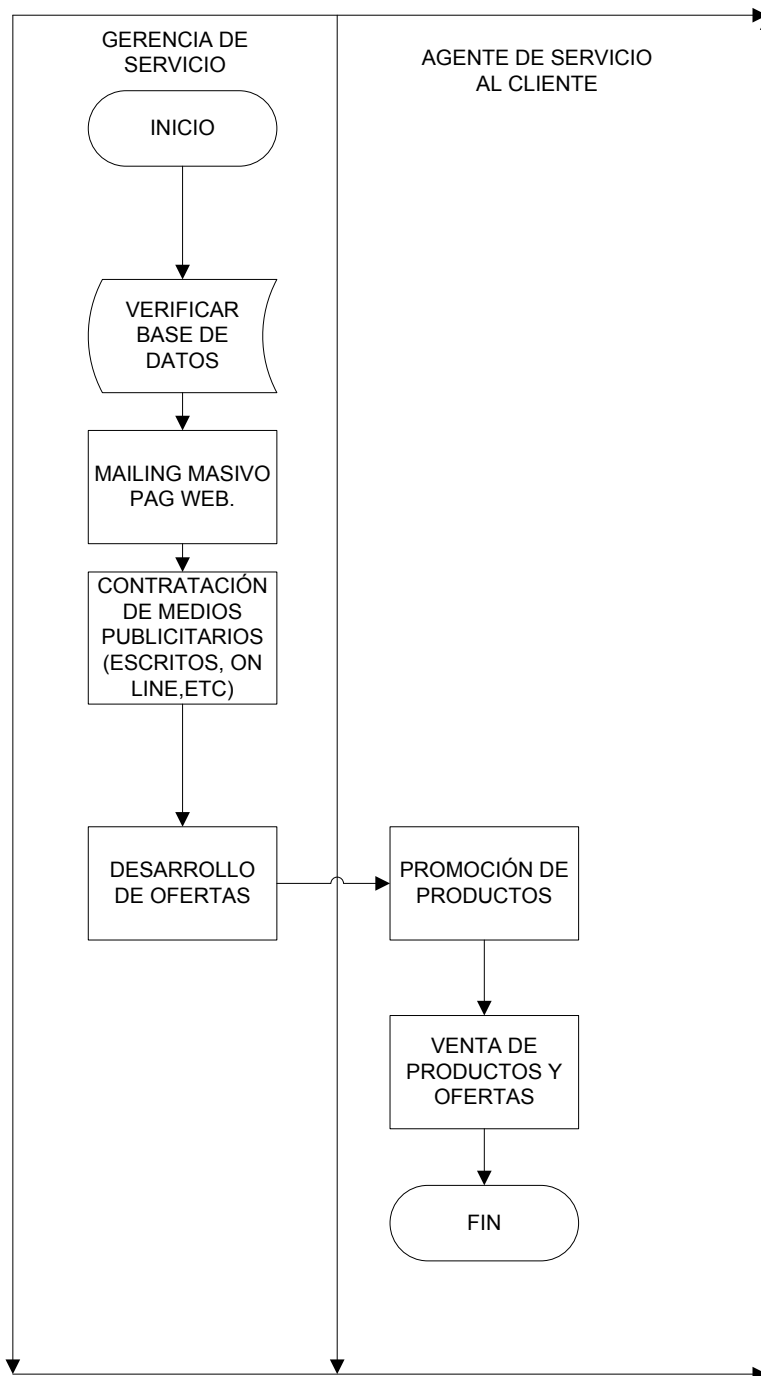 GERENCIA DE
SERVICIO
AGENTE DE SERVICIO
AL CLIENTE
INICIO
VERIFICAR
BASE DE
DATOS
MAILING MASIVO
PAG WEB.
CONTRATACIÓN
DE MEDIOS
PUBLICITARIOS
(ESCRITOS, ON
LINE,ETC)
DESARROLLO
DE OFERTAS
PROMOCIÓN DE
PRODUCTOS
VENTA DE
PRODUCTOS Y
OFERTAS
FIN